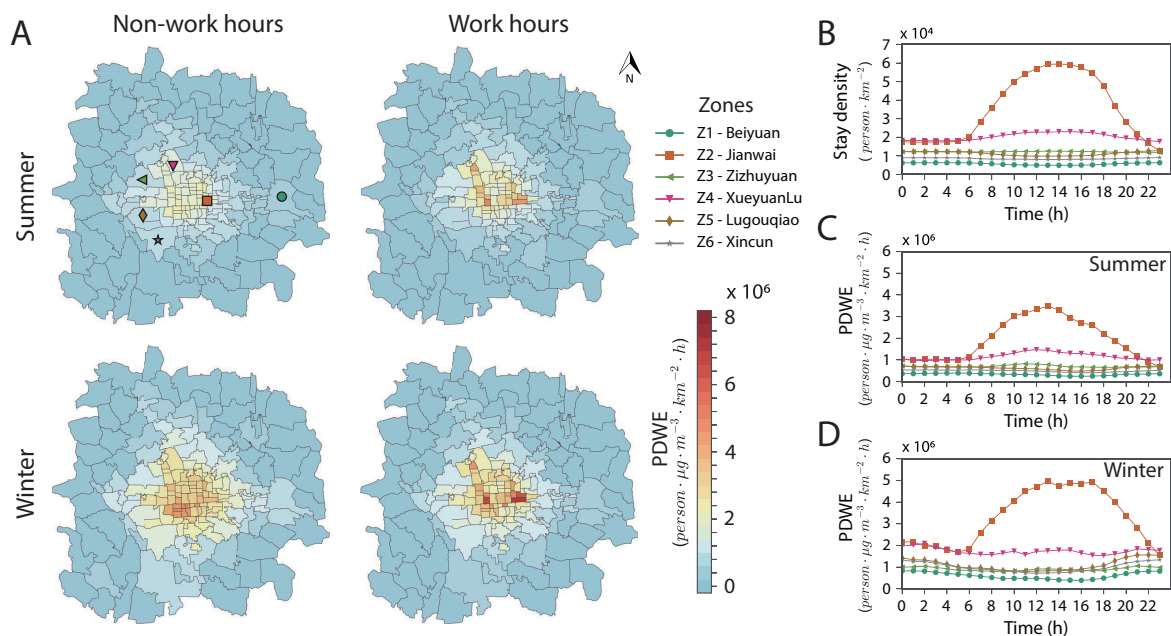 A
Non-work hours
Work hours
Summer
Winter
N
Zones
Z1 - Beiyuan
Z2 - Jianwai
Z3 - Zizhuyuan
Z4 - XueyuanLu
Z5 - Lugouqiao
Z6 - Xincun
x 10⁶
8
6
4
2
0
PDWE
(person · μg · m⁻³ · km⁻² · h)
B
x 10⁴
7
6
5
4
3
2
1
0
Stay density
(person · km⁻²)
0 2 4 6 8 10 12 14 16 18 20 22
Time (h)
C
x 10⁶
Summer
6
5
4
3
2
1
0
PDWE
(person · μg · m⁻³ · km⁻² · h)
0 2 4 6 8 10 12 14 16 18 20 22
Time (h)
D
x 10⁶
Winter
6
5
4
3
2
1
0
PDWE
(person · μg · m⁻³ · km⁻² · h)
0 2 4 6 8 10 12 14 16 18 20 22
Time (h)